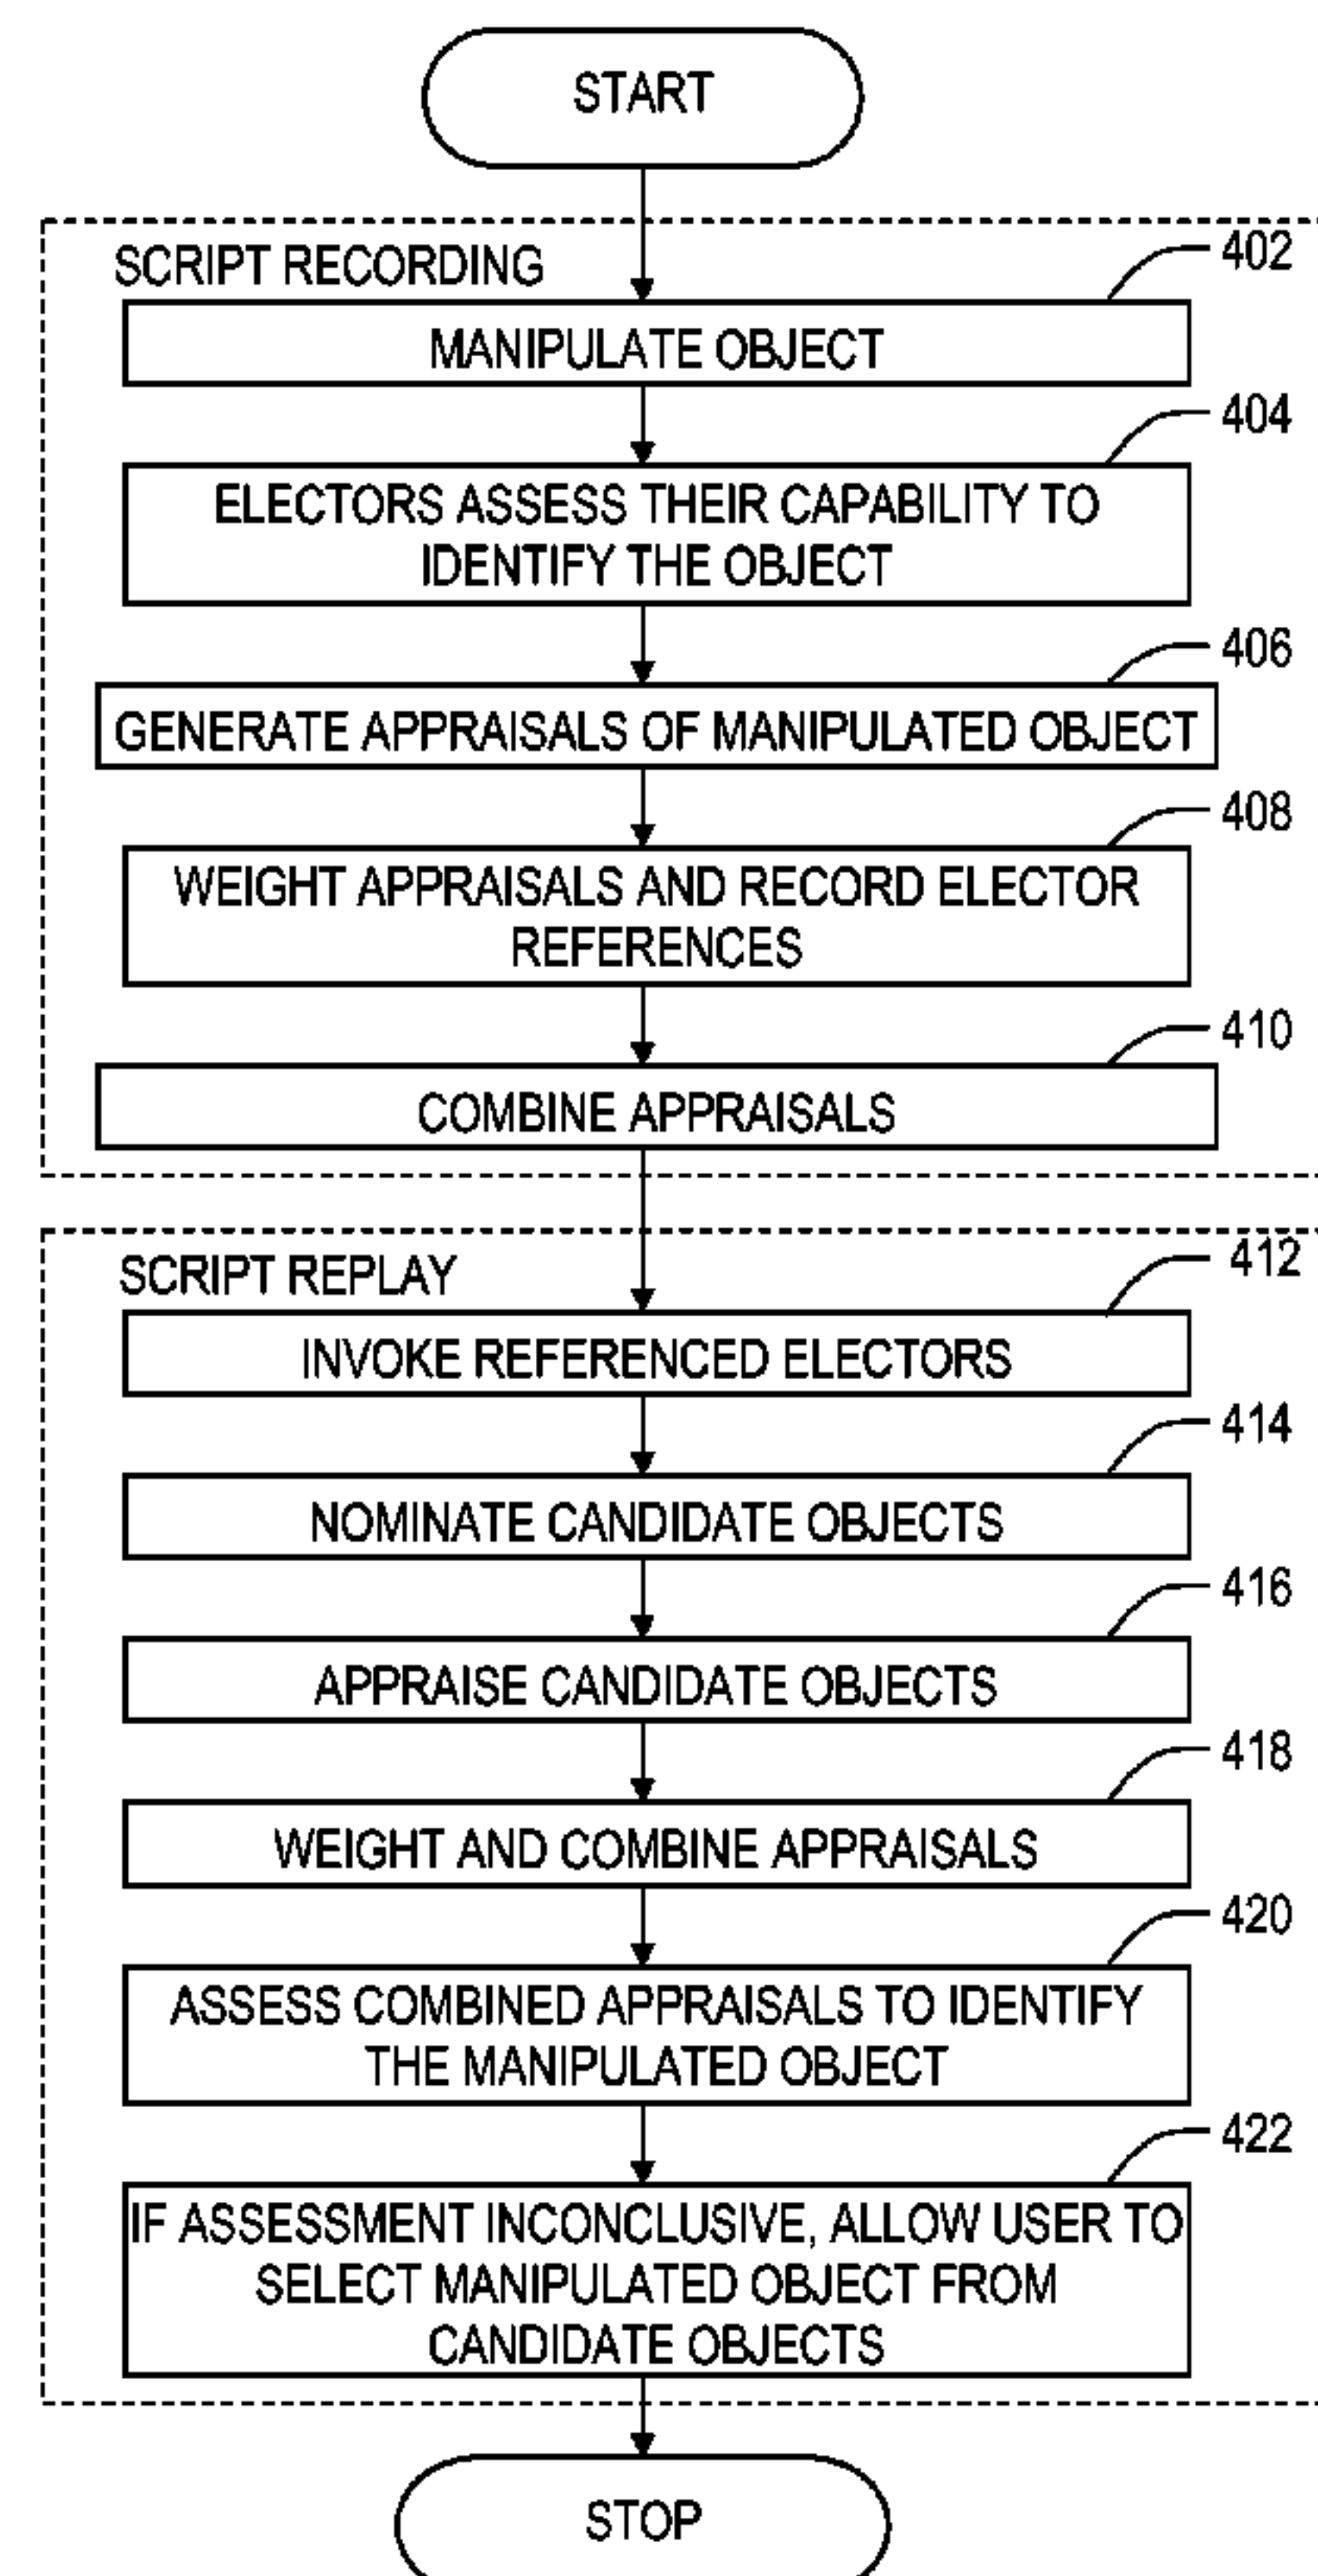 START
SCRIPT RECORDING
402
MANIPULATE OBJECT
404
ELECTORS ASSESS THEIR CAPABILITY TO
IDENTIFY THE OBJECT
406
GENERATE APPRAISALS OF MANIPULATED OBJECT
408
WEIGHT APPRAISALS AND RECORD ELECTOR
REFERENCES
410
COMBINE APPRAISALS
SCRIPT REPLAY
412
INVOKE REFERENCED ELECTORS
414
NOMINATE CANDIDATE OBJECTS
416
APPRAISE CANDIDATE OBJECTS
418
WEIGHT AND COMBINE APPRAISALS
420
ASSESS COMBINED APPRAISALS TO IDENTIFY
THE MANIPULATED OBJECT
422
IF ASSESSMENT INCONCLUSIVE, ALLOW USER TO
SELECT MANIPULATED OBJECT FROM
CANDIDATE OBJECTS
STOP